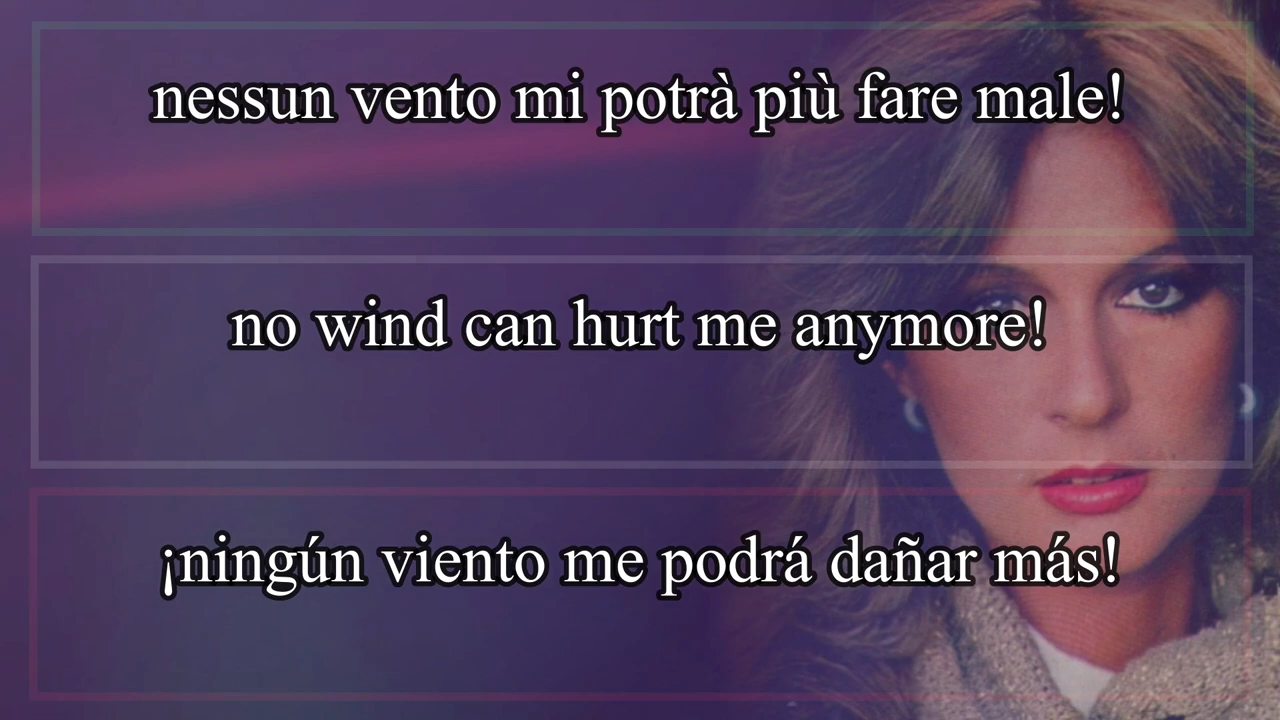 nessun vento mi potrà più fare male!
no wind can hurt me anymore!
¡ningún viento me podrá dañar más!